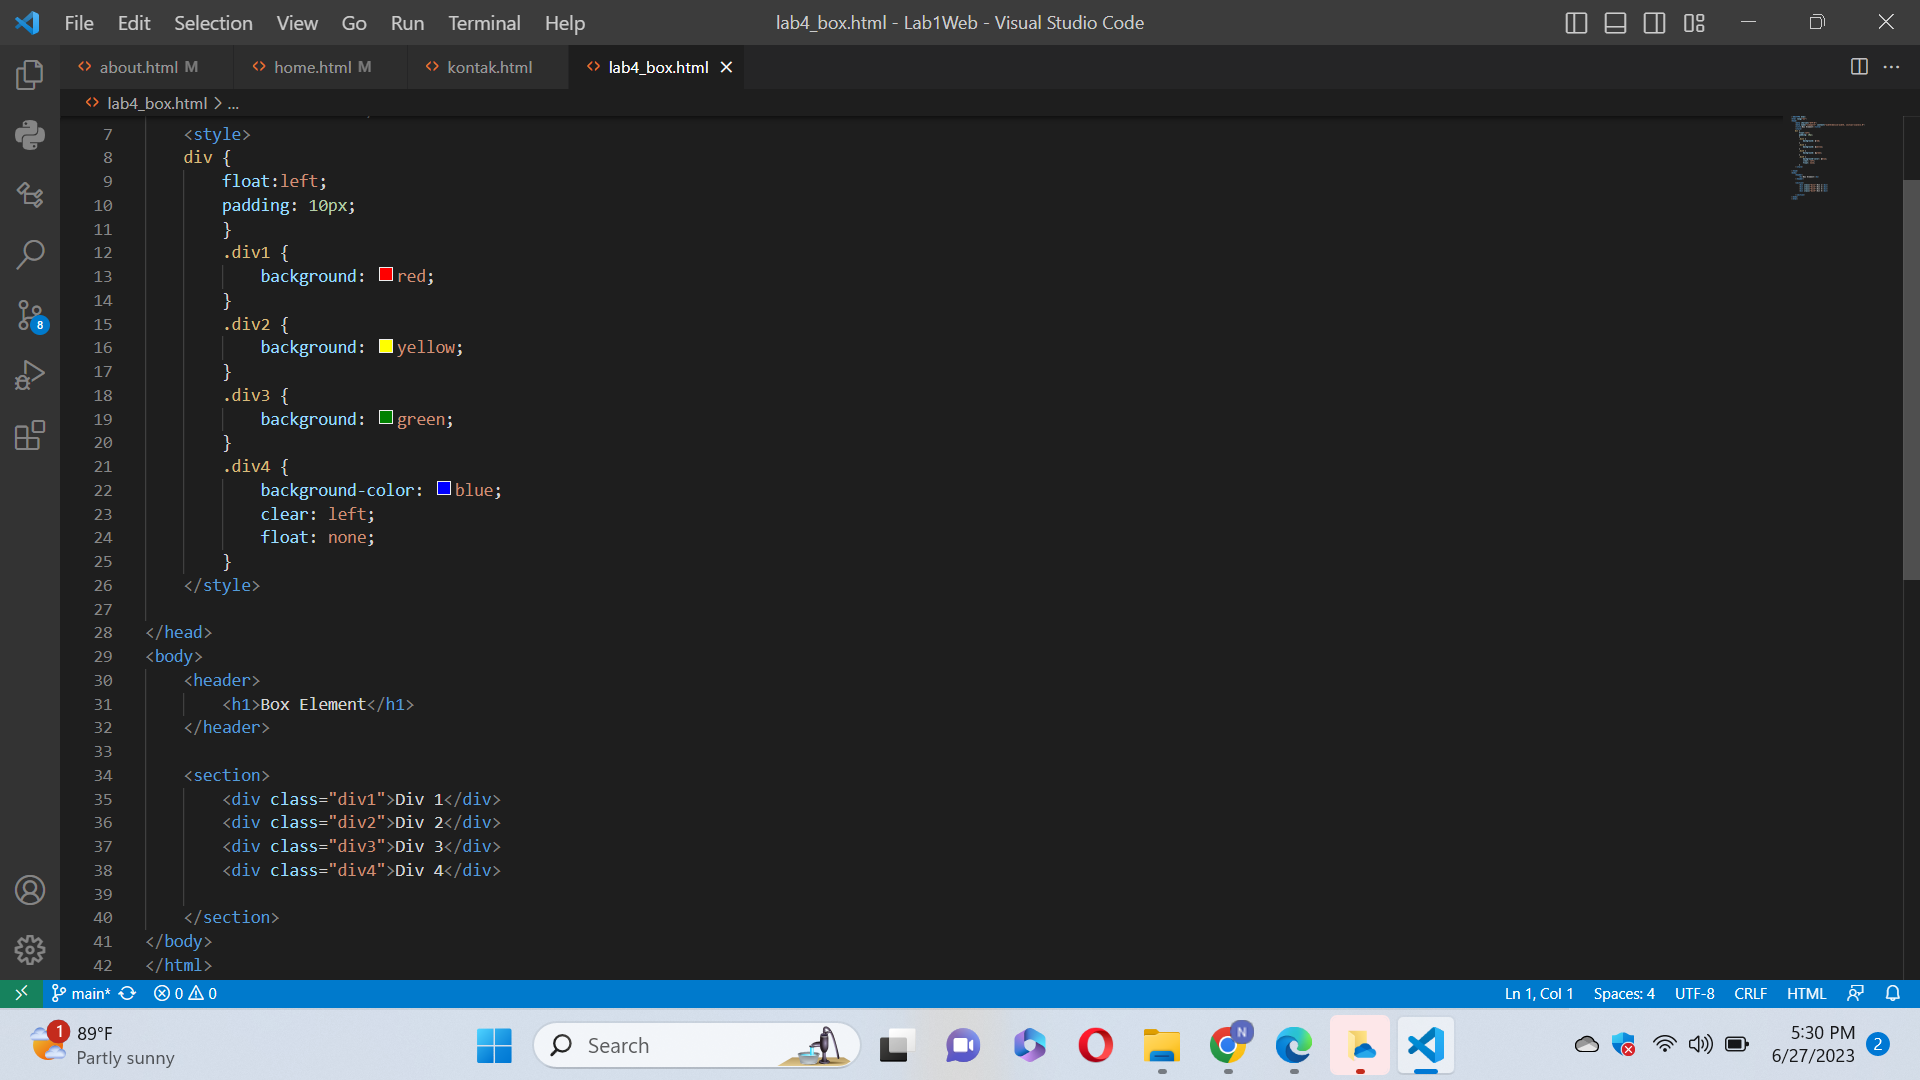 File Edit Selection View Go Run Terminal Help lab4_box.html - Lab1Web - Visual Studio Code
about.html M home.html M kontak.html lab4_box.html
lab4_box.html > ...
7 <style>
8 div {
9 float:left;
10 padding: 10px;
11 }
12 .div1 {
13 background: red;
14 }
15 .div2 {
16 background: yellow;
17 }
18 .div3 {
19 background: green;
20 }
21 .div4 {
22 background-color: blue;
23 clear: left;
24 float: none;
25 }
26 </style>
27
28 </head>
29 <body>
30 <header>
31 <h1>Box Element</h1>
32 </header>
33
34 <section>
35 <div class="div1">Div 1</div>
36 <div class="div2">Div 2</div>
37 <div class="div3">Div 3</div>
38 <div class="div4">Div 4</div>
39
40 </section>
41 </body>
42 </html>
8
main* 0 0 Ln 1, Col 1 Spaces: 4 UTF-8 CRLF HTML
1 89°F
Partly sunny
Search
N
5:30 PM
6/27/2023
2